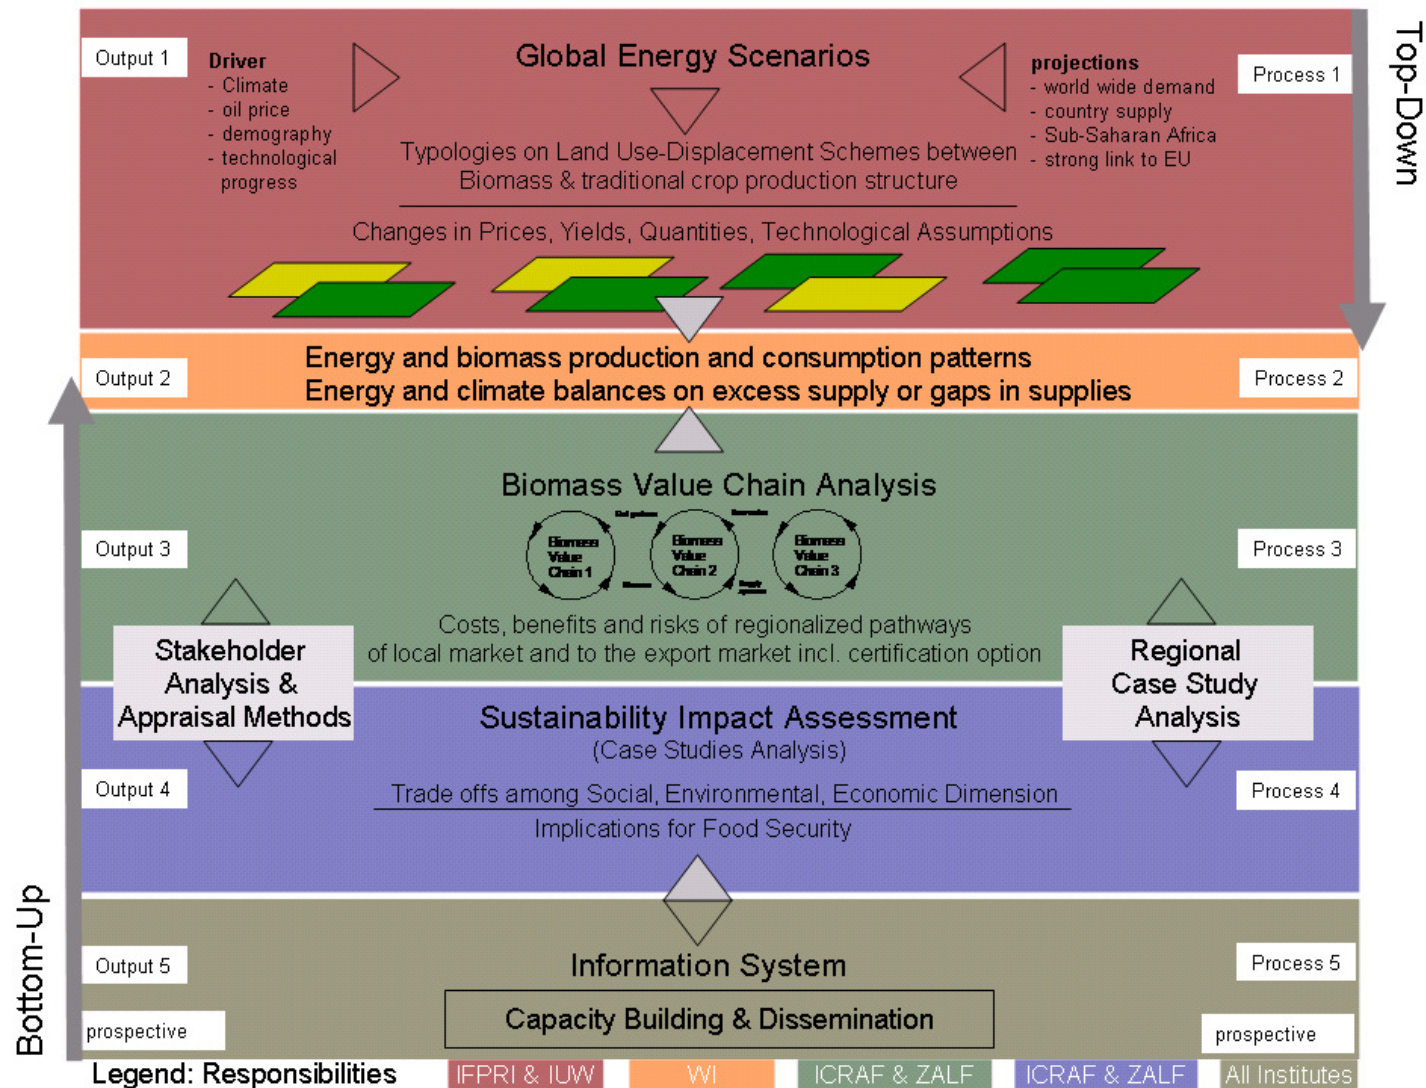 Output 1
Driver
- Climate
- oil price
- demography
- technological
progress
Global Energy Scenarios
projections
- world wide demand
- country supply
- Sub-Saharan Africa
- strong link to EU
Process 1
Top-Down
Typologies on Land Use-Displacement Schemes between
Biomass & traditional crop production structure
Changes in Prices, Yields, Quantities, Technological Assumptions
Output 2
Energy and biomass production and consumption patterns
Energy and climate balances on excess supply or gaps in supplies
Process 2
Biomass Value Chain Analysis
Output 3
Biomass
Value
Chain 1
Biomass
Value
Chain 2
Biomass
Value
Chain 3
Process 3
Costs, benefits and risks of regionalized pathways
of local market and to the export market incl. certification option
Stakeholder
Analysis &
Appraisal Methods
Regional
Case Study
Analysis
Sustainability Impact Assessment
(Case Studies Analysis)
Output 4
Trade offs among Social, Environmental, Economic Dimension
Implications for Food Security
Process 4
Bottom-Up
Output 5
Information System
Process 5
Capacity Building & Dissemination
prospective
prospective
Legend: Responsibilities
IFPRI & IUW
WI
ICRAF & ZALF
ICRAF & ZALF
All Institutes